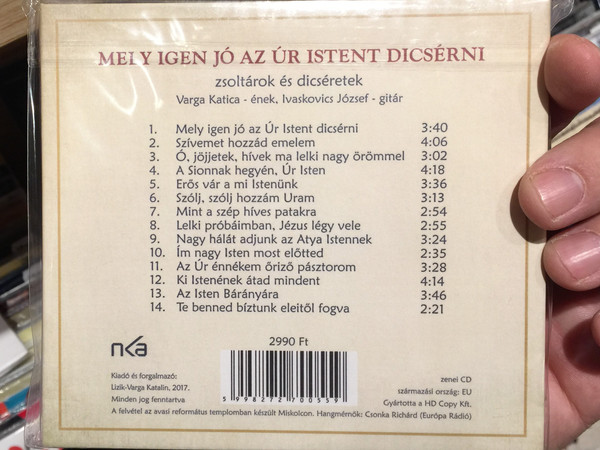 MELY IGEN JÓ AZ ÚR ISTENT DICSÉRNI
zsoltárok és dicséretek
Varga Katica - ének, Ivaskovics József - gitár
1. Mely igen jó az Úr Istent dicsérni 3:40
2. Szívemet hozzád emelem 4:06
3. Ó, jöjjetek, hívek ma lelki nagy örömmel 3:02
4. A Sionnak hegyén, Úr Isten 4:18
5. Erős vár a mi Istenünk 3:36
6. Szólj, szólj hozzám Uram 3:13
7. Mint a szép híves patakra 2:54
8. Lelki próbáimban, Jézus légy vele 2:55
9. Nagy hálát adjunk az Atya Istennek 3:24
10. Ím nagy Isten most előtted 2:35
11. Az Úr énnékem őriző pásztorom 3:28
12. Ki Istenének átad mindent 4:14
13. Az Isten Bárányára 3:46
14. Te benned bíztunk eleitől fogva 2:21
nka
2990 Ft
Kiadó és forgalmazó:
Lizik-Varga Katalin, 2017.
Minden jog fenntartva
5 998272 700559
zenei CD
származási ország: EU
Gyártotta a HD Copy Kft.
A felvétel az avasi református templomban készült Miskolcon. Hangmérnök: Csonka Richárd (Európa Rádió)